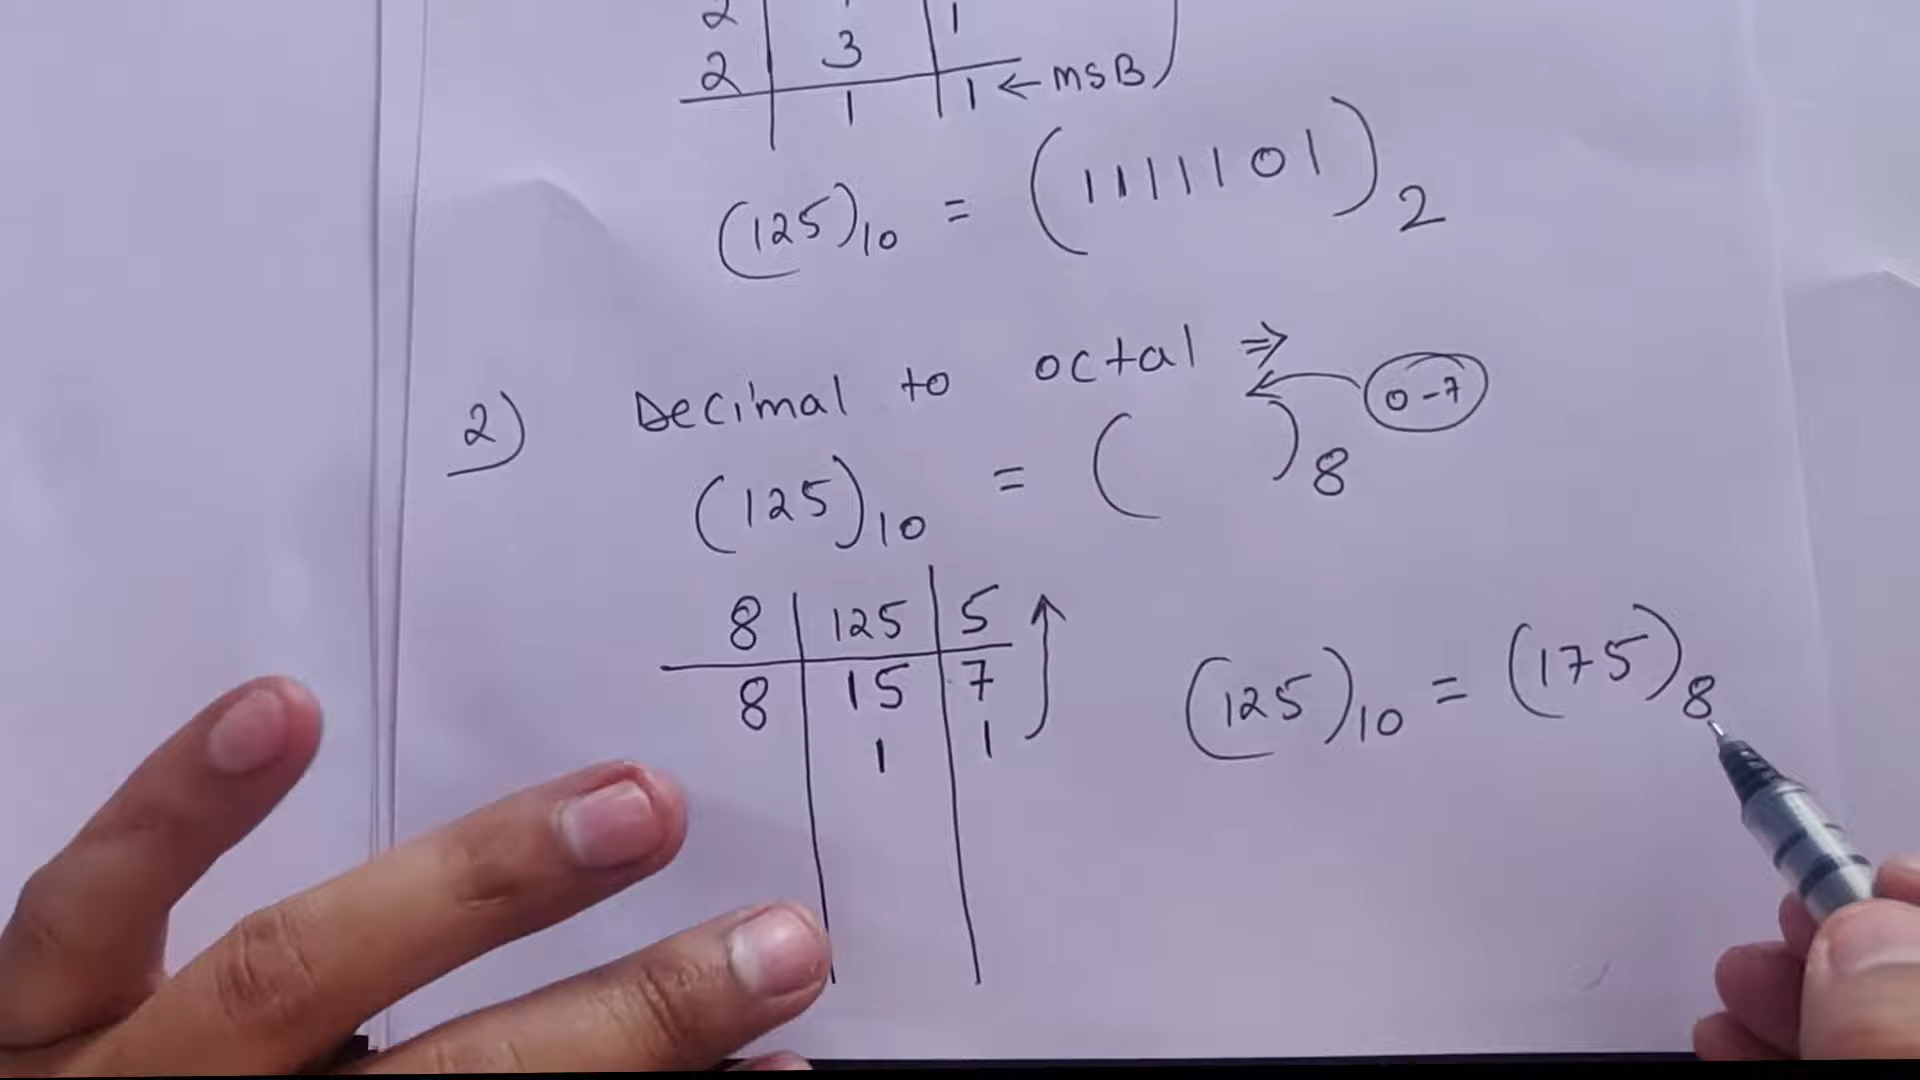 2 | | 1
2 | 3 | 1 ← MSB
1
(125)10 = (1111101)2
2) Decimal to octal ⇒
0-7
(125)10 = ( )8
8 | 125 | 5
8 | 15 | 7
1 | 1
(125)10 = (175)8